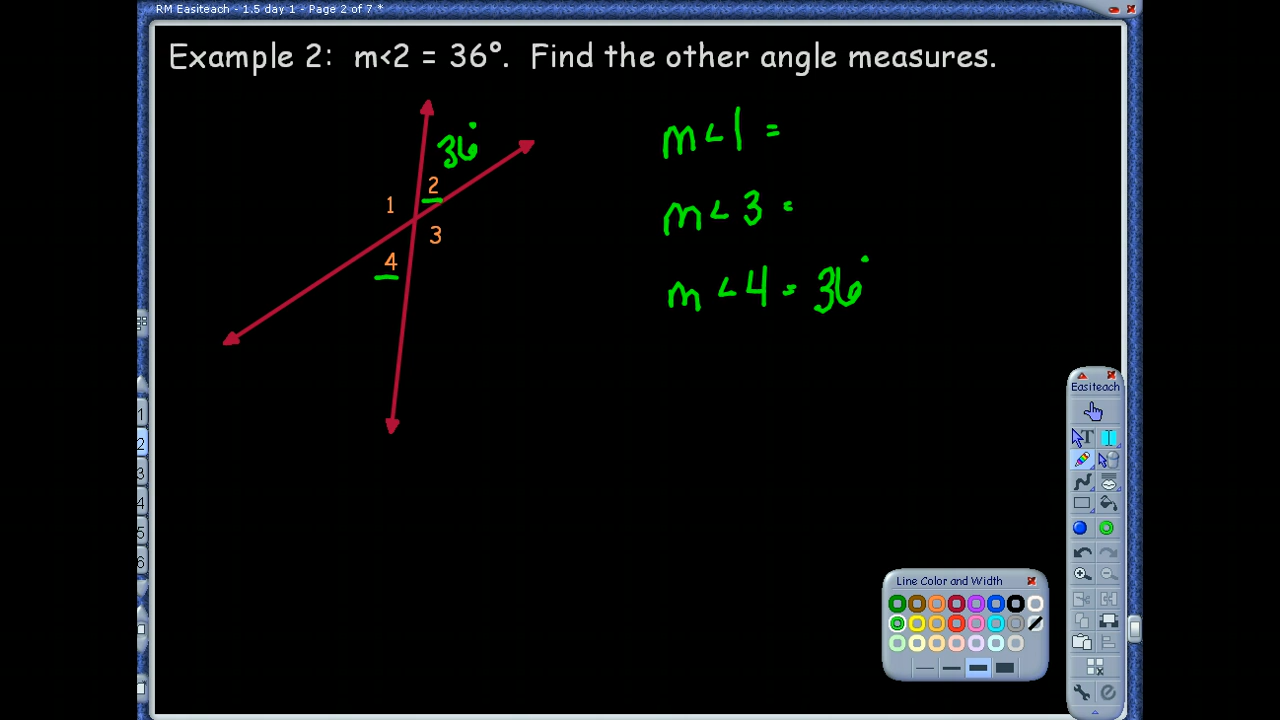 RM Easiteach - 1.5 day 1 - Page 2 of 7 *
Example 2: m<2 = 36°. Find the other angle measures.
36°
m<1 =
2
1
m<3 =
3
4
m<4 = 36°
1
2
3
4
5
6
Easiteach
T
Line Color and Width